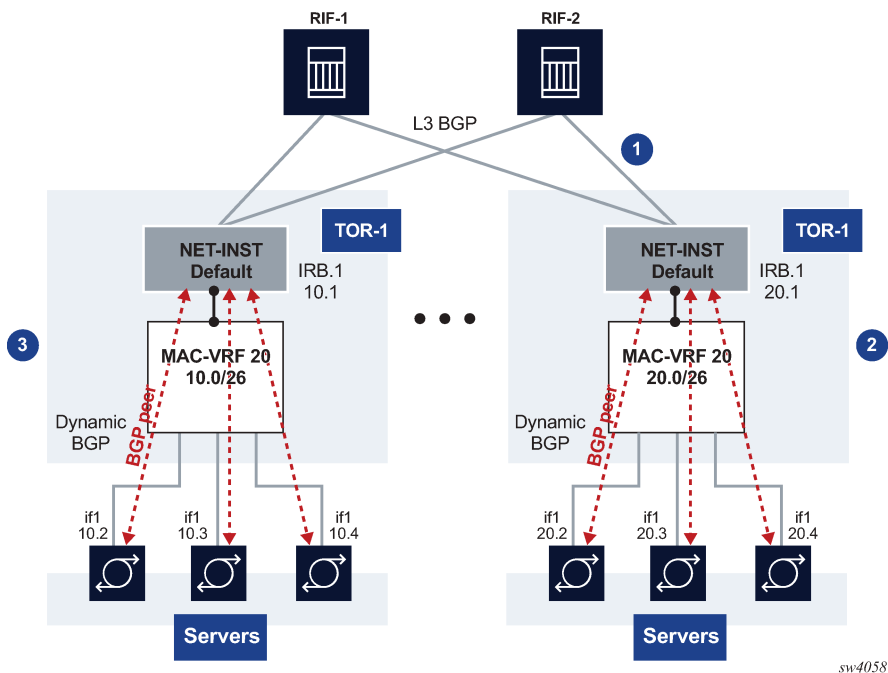 RIF-1
RIF-2
L3 BGP
1
TOR-1
TOR-1
NET-INST
Default
IRB.1
10.1
NET-INST
Default
IRB.1
20.1
3
MAC-VRF 20
10.0/26
MAC-VRF 20
20.0/26
2
Dynamic
BGP
BGP peer
Dynamic
BGP
BGP peer
if1
10.2
if1
10.3
if1
10.4
if1
20.2
if1
20.3
if1
20.4
Servers
Servers
sw4058